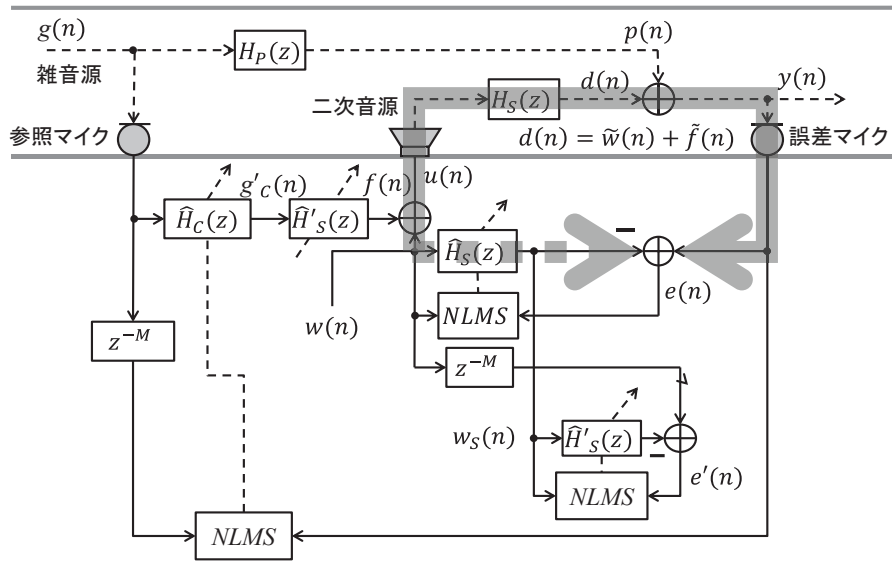 g(n)
雑音源
H_P(z)
p(n)
二次音源
H_S(z)
d(n)
y(n)
参照マイク
d(n) = w̃(n) + f̃(n)
誤差マイク
Ĥ_C(z)
g'_C(n)
Ĥ'_S(z)
f(n)
u(n)
Ĥ_S(z)
−
e(n)
w(n)
NLMS
z^{-M}
z^{-M}
w_S(n)
Ĥ'_S(z)
−
e'(n)
NLMS
NLMS